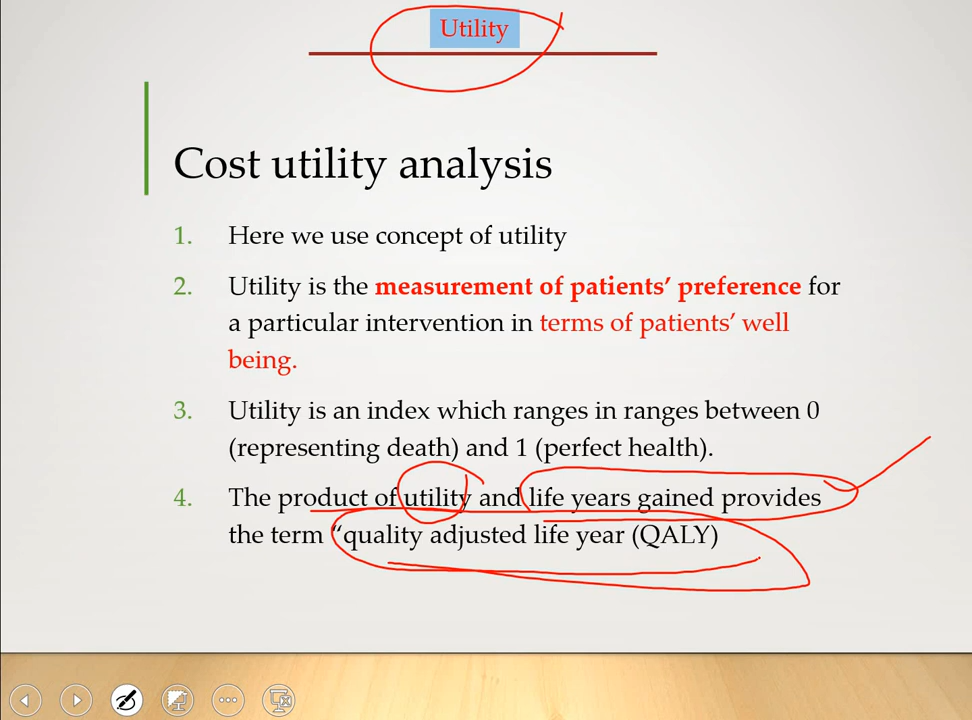 Utility
Cost utility analysis
1. Here we use concept of utility
2. Utility is the measurement of patients’ preference for
a particular intervention in terms of patients’ well
being.
3. Utility is an index which ranges in ranges between 0
(representing death) and 1 (perfect health).
4. The product of utility and life years gained provides
the term “quality adjusted life year (QALY)